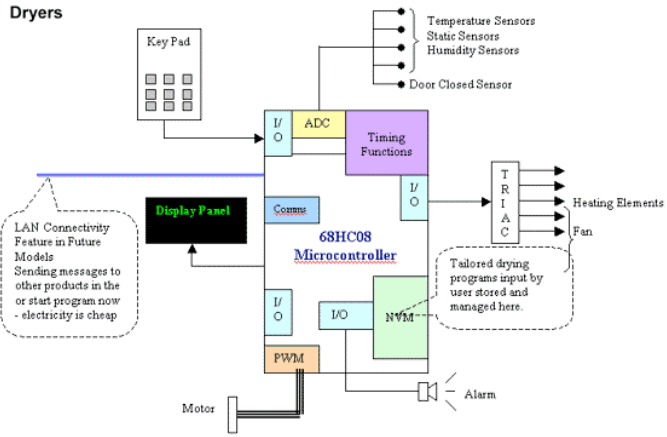 Dryers
Key Pad
Temperature Sensors
Static Sensors
Humidity Sensors
Door Closed Sensor
I/
O
ADC
Timing
Functions
I/
O
T
R
I
A
C
Heating Elements
Fan
LAN Connectivity
Feature in Future
Models
Sending messages to
other products in the
or start program now
- electricity is cheap
Display Panel
Comms
68HC08
Microcontroller
Tailored drying
programs input by
user stored and
managed here.
I/
O
I/O
NVM
PWM
Motor
Alarm